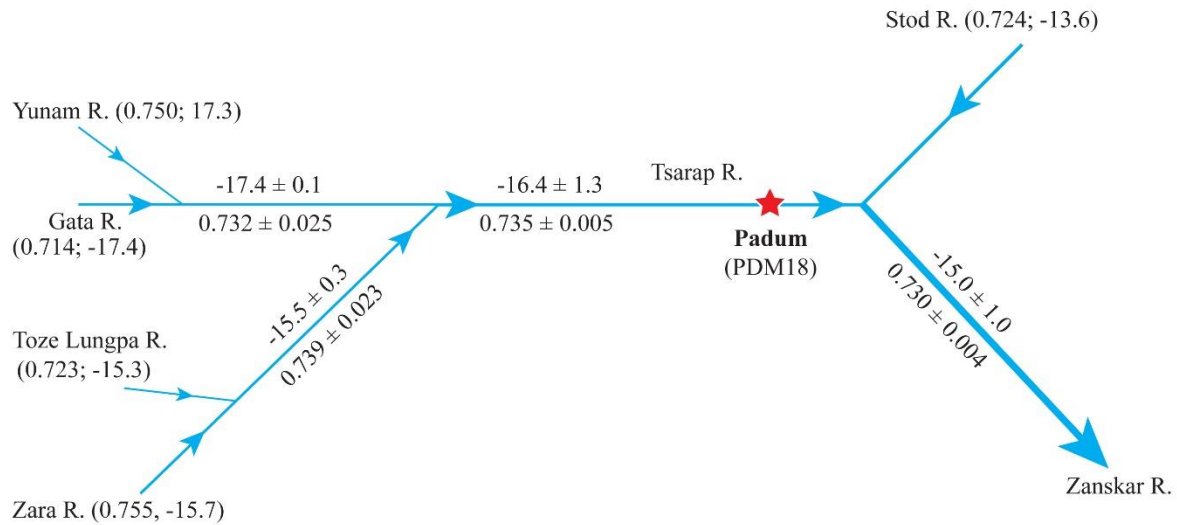 Stod R. (0.724; -13.6)
Yunam R. (0.750; 17.3)
-17.4 ± 0.1
-16.4 ± 1.3
Tsarap R.
Gata R.
(0.714; -17.4)
0.732 ± 0.025
0.735 ± 0.005
Padum
(PDM18)
-15.5 ± 0.3
0.739 ± 0.023
-15.0 ± 1.0
0.730 ± 0.004
Toze Lungpa R.
(0.723; -15.3)
Zanskar R.
Zara R. (0.755, -15.7)